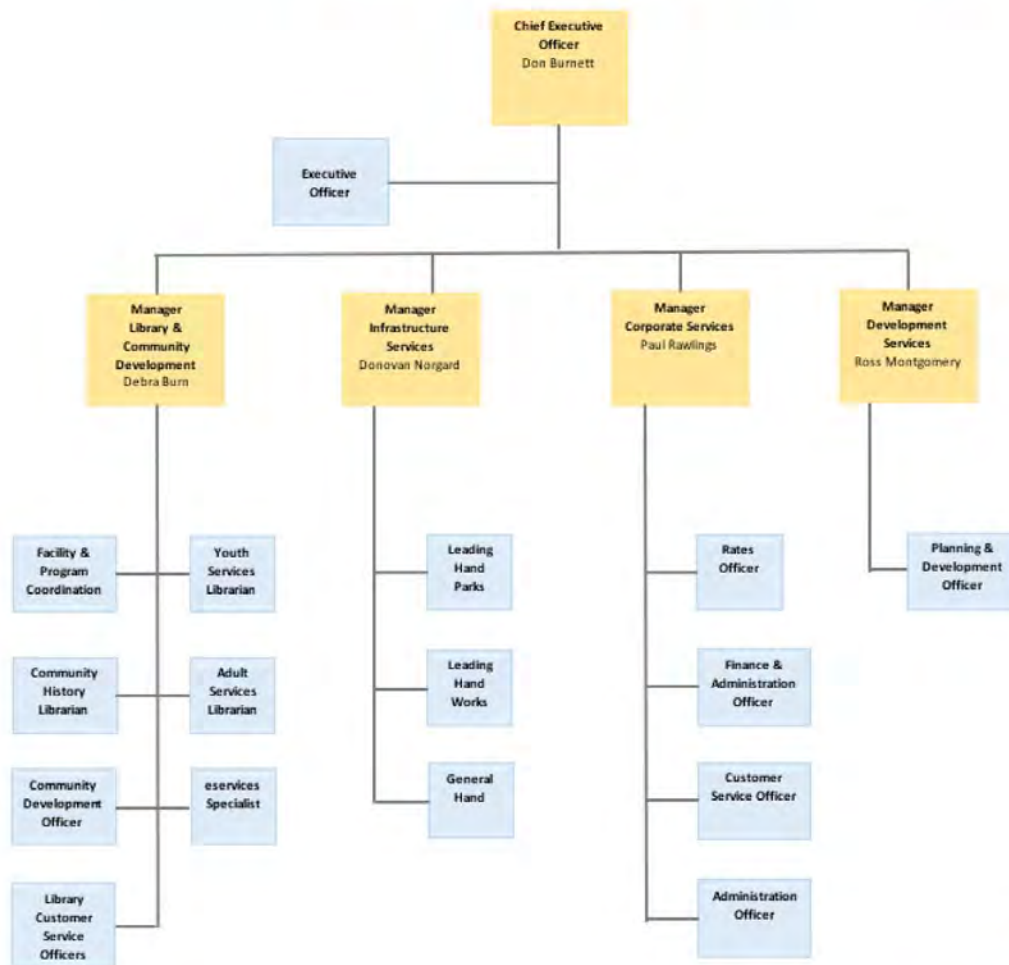 Chief Executive
Officer
Don Burnett
Executive
Officer
Manager
Library &
Community
Development
Debra Burn
Manager
Infrastructure
Services
Donovan Norgard
Manager
Corporate Services
Paul Rawlings
Manager
Development
Services
Ross Montgomery
Facility &
Program
Coordination
Youth
Services
Librarian
Leading
Hand
Parks
Rates
Officer
Planning &
Development
Officer
Community
History
Librarian
Adult
Services
Librarian
Leading
Hand
Works
Finance &
Administration
Officer
Community
Development
Officer
eservices
Specialist
General
Hand
Customer
Service Officer
Library
Customer
Service
Officers
Administration
Officer